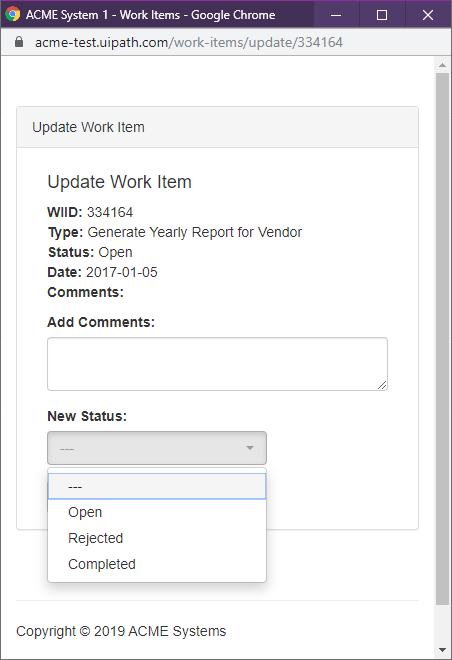 ACME System 1 - Work Items - Google Chrome
acme-test.uipath.com/work-items/update/334164
Update Work Item
Update Work Item
WIID: 334164
Type: Generate Yearly Report for Vendor
Status: Open
Date: 2017-01-05
Comments:
Add Comments:
New Status:
---
---
Open
Rejected
Completed
Copyright © 2019 ACME Systems